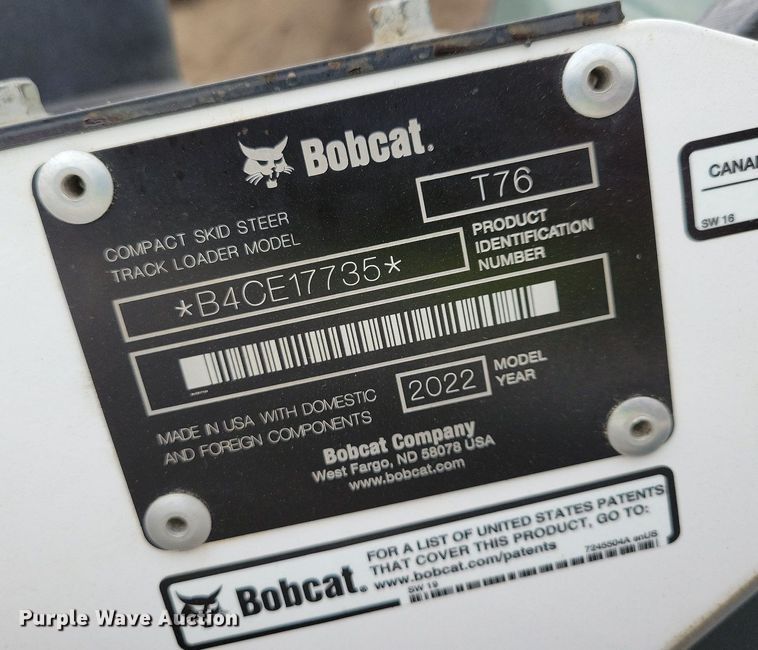 Bobcat.
COMPACT SKID STEER
TRACK LOADER MODEL
T76
*B4CE17735*
PRODUCT
IDENTIFICATION
NUMBER
MADE IN USA WITH DOMESTIC
AND FOREIGN COMPONENTS
2022
MODEL
YEAR
Bobcat Company
West Fargo, ND 58078 USA
www.bobcat.com
CANA
SW 16
Bobcat.
FOR A LIST OF UNITED STATES PATENTS
THAT COVER THIS PRODUCT, GO TO:
www.bobcat.com/patents
SW 19
7245504A enUS
Purple Wave Auction